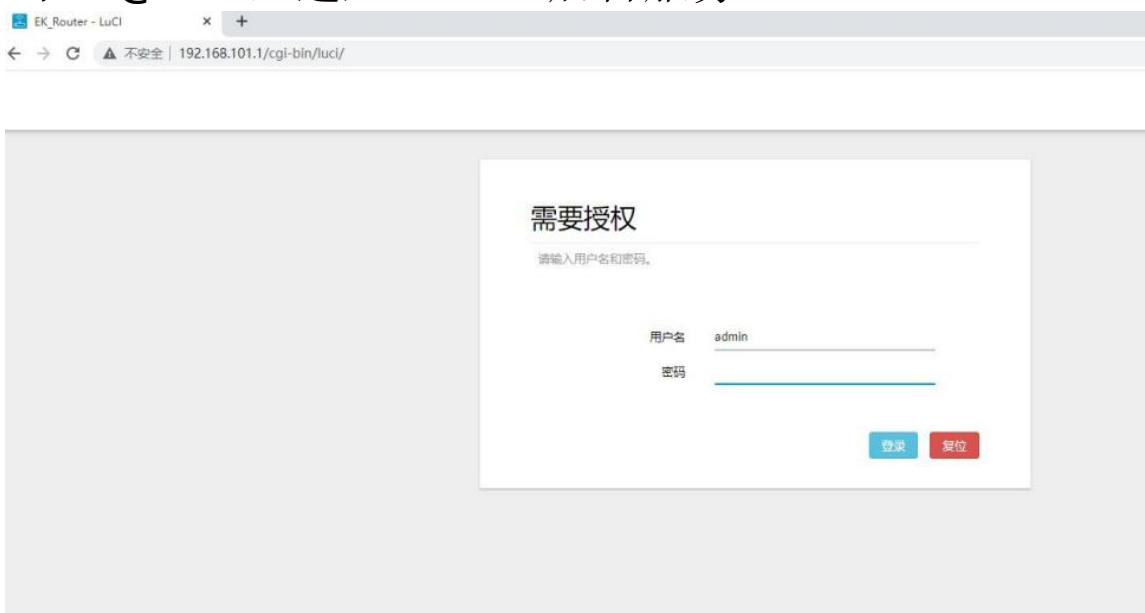 EK_Router - LuCI
不安全 | 192.168.101.1/cgi-bin/luci/
需要授权
请输入用户名和密码。
用户名 admin
密码
登录 复位